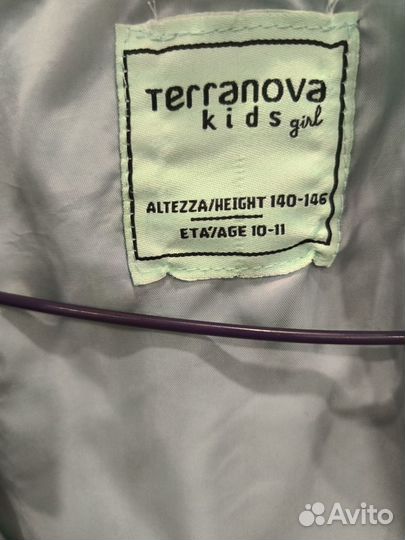 Terranova
kids girl
ALTEZZA/HEIGHT 140-146
ETA'/AGE 10-11
Avito